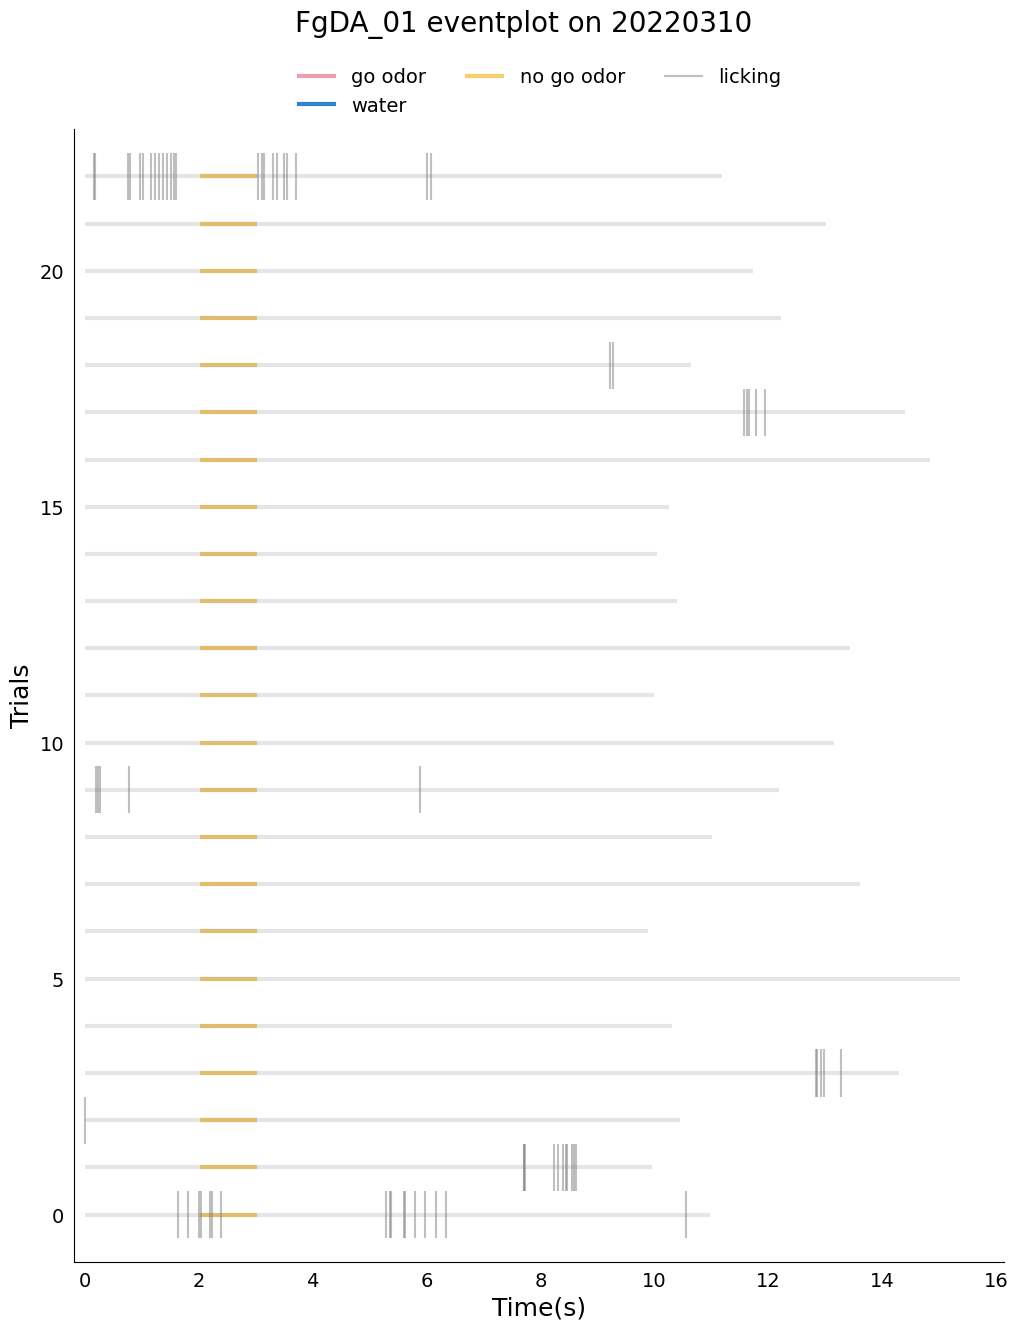 FgDA_01 eventplot on 20220310
go odor
no go odor
licking
water
20
15
10
5
0
Trials
0 2 4 6 8 10 12 14 16
Time(s)